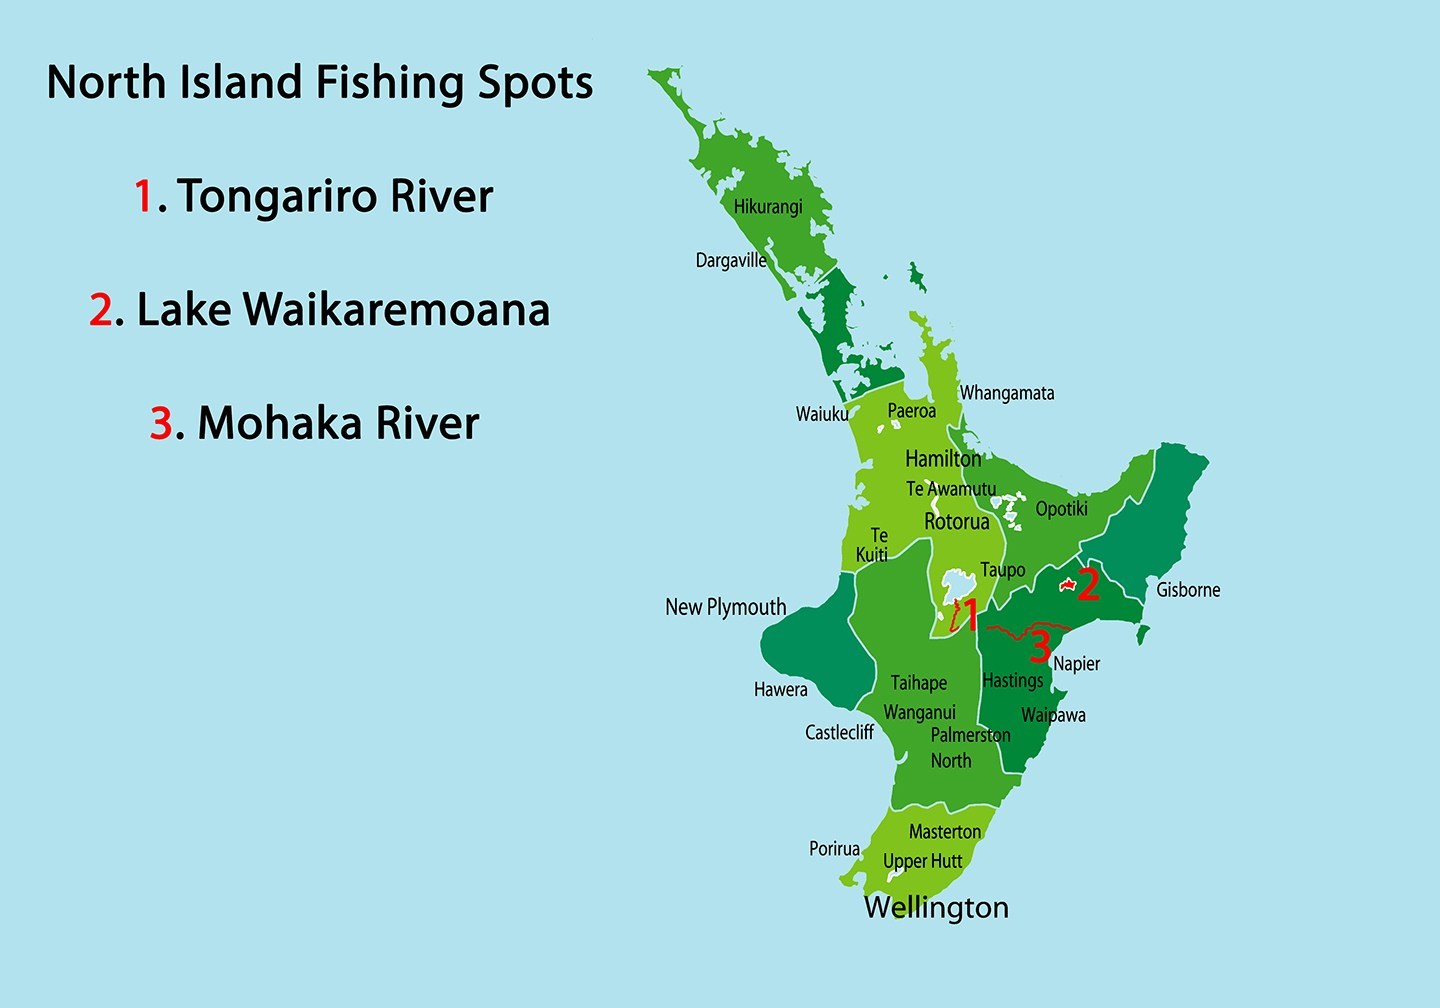 North Island Fishing Spots
1. Tongariro River
2. Lake Waikaremoana
3. Mohaka River
Hikurangi
Dargaville
Whangamata
Waiuku
Paeroa
Hamilton
Te Awamutu
Opotiki
Rotorua
Te
Kuiti
Taupo
2
Gisborne
New Plymouth
1
3
Napier
Hastings
Taihape
Hawera
Wanganui
Waipawa
Castlecliff
Palmerston
North
Masterton
Porirua
Upper Hutt
Wellington